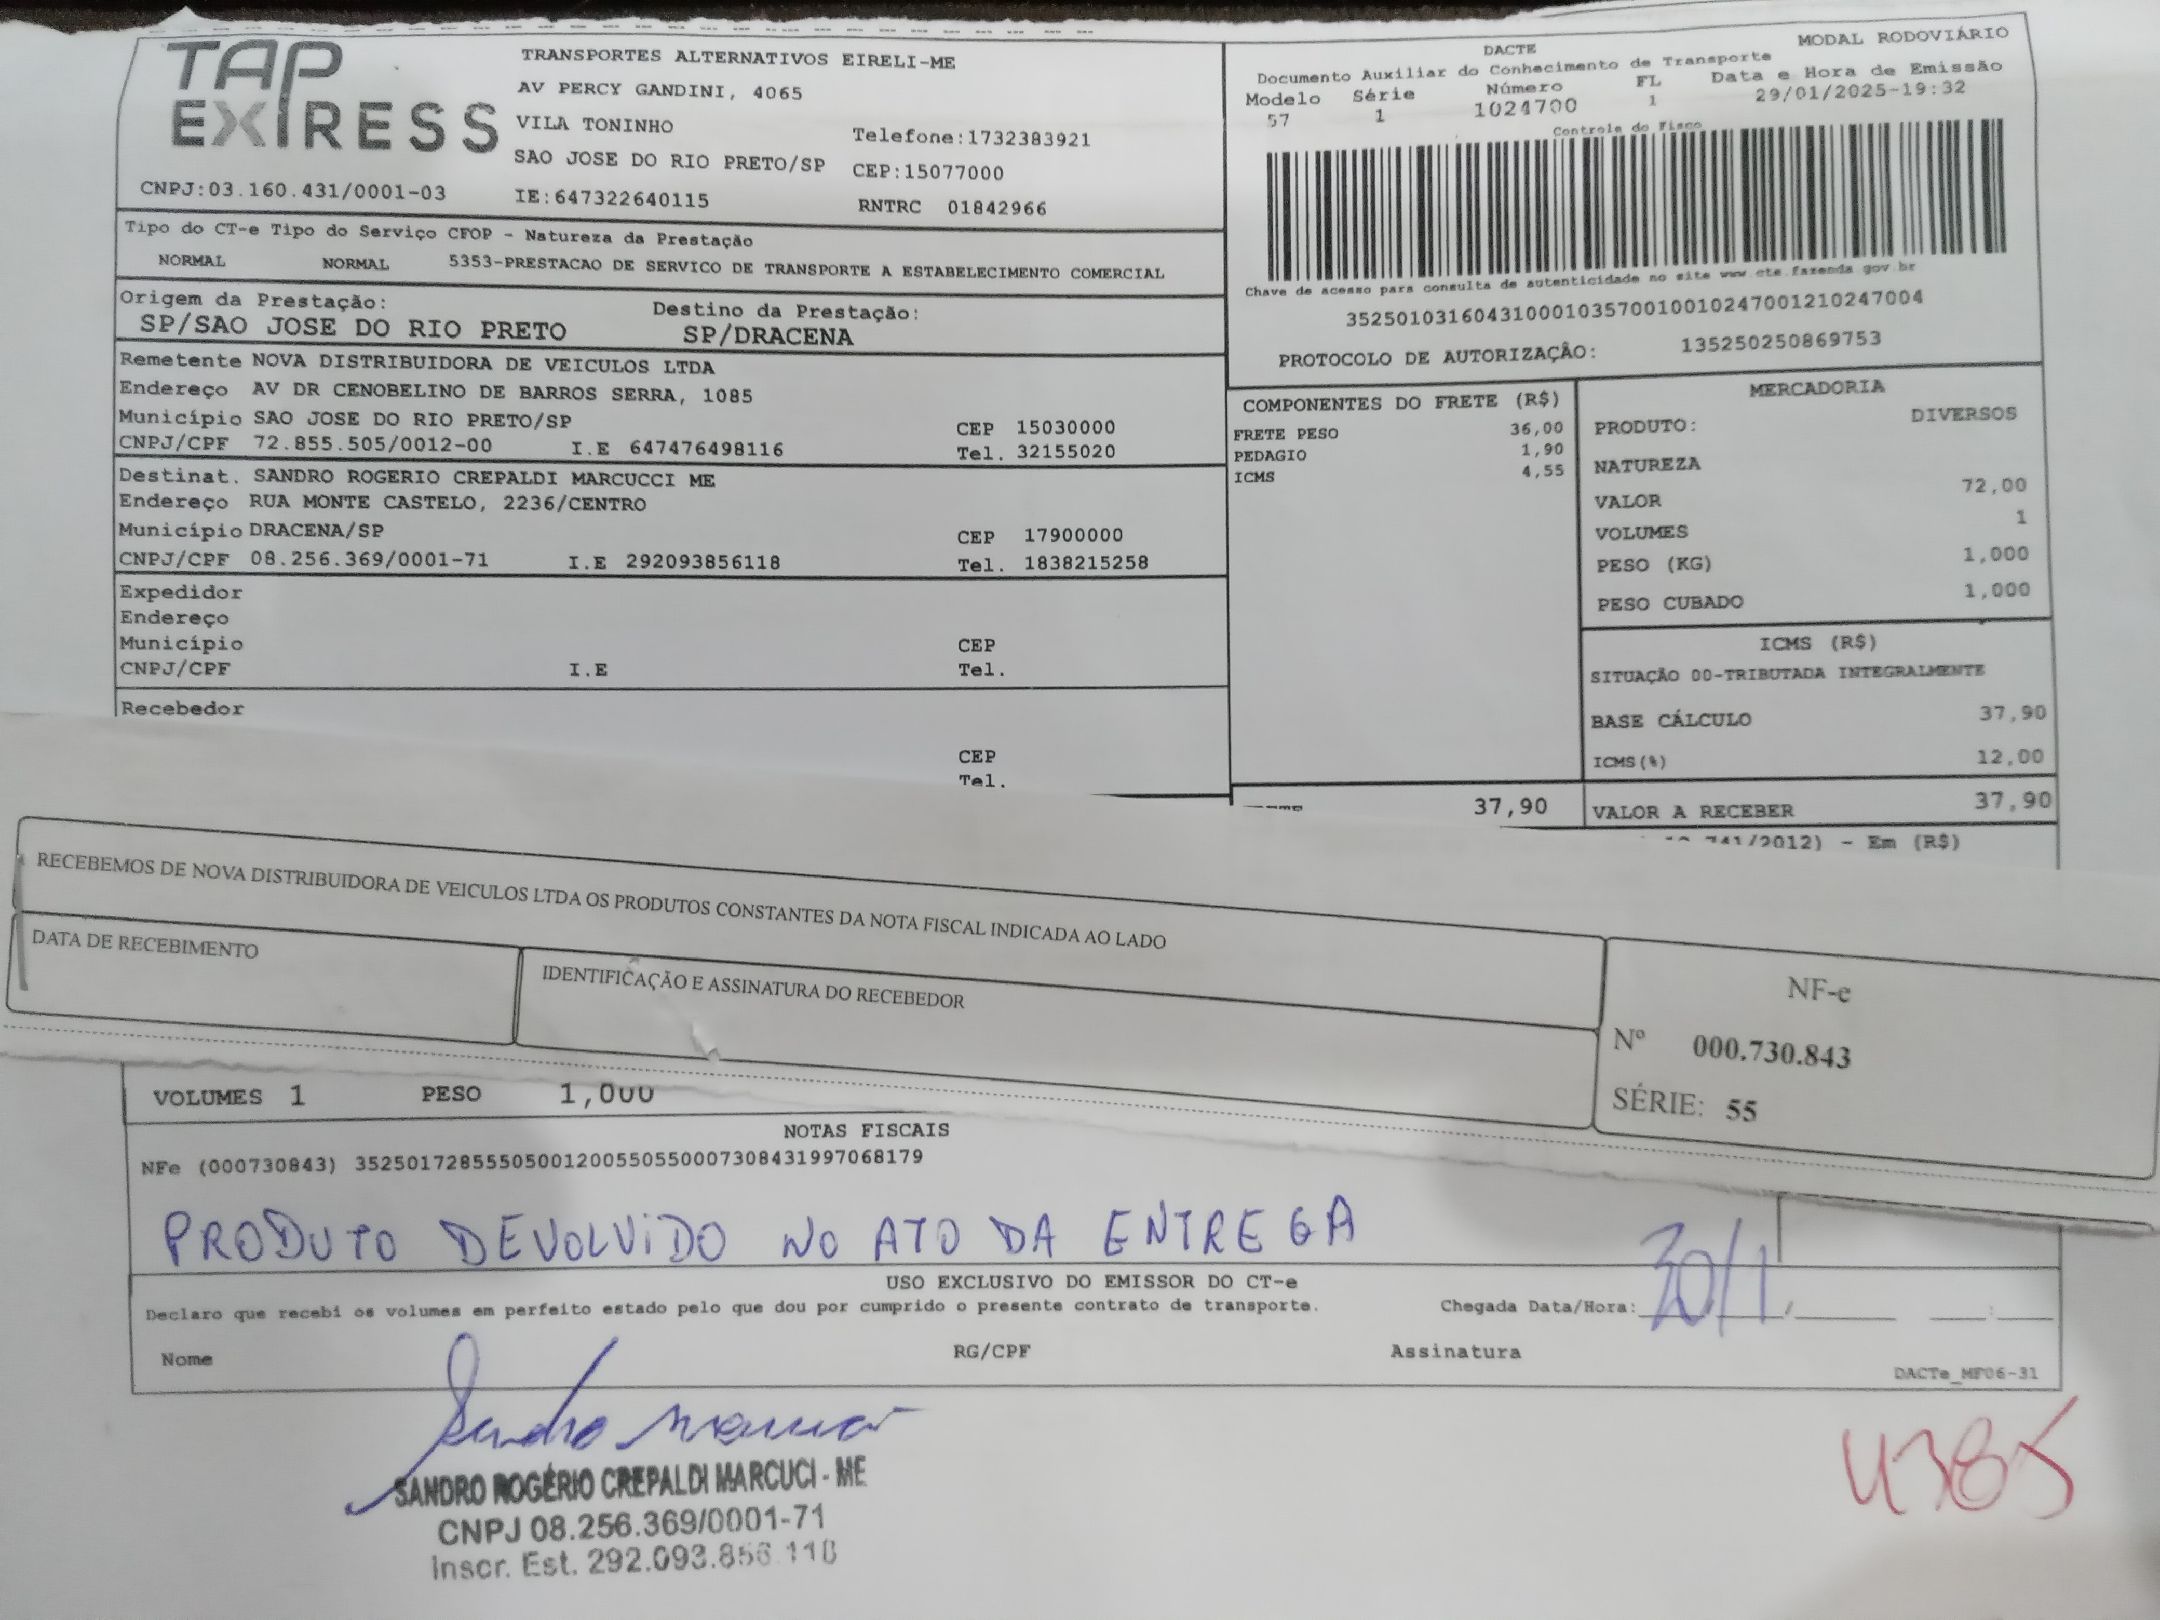 TAP EXPRESS
TRANSPORTES ALTERNATIVOS EIRELI-ME
AV PERCY GANDINI, 4065
VILA TONINHO
Telefone:1732383921
SAO JOSE DO RIO PRETO/SP CEP:15077000
CNPJ:03.160.431/0001-03 IE:647322640115 RNTRC 01842966
DACTE MODAL RODOVIÁRIO
Documento Auxiliar do Conhecimento de Transporte
Modelo Série Número FL Data e Hora de Emissão
57 1 1024700 1 29/01/2025-19:32
Controle do Fisco
Chave de acesso para consulta de autenticidade no site www.cte.fazenda.gov.br
35250103160431000103570010010247001210247004
PROTOCOLO DE AUTORIZAÇÃO: 135250250869753
Tipo do CT-e Tipo do Serviço CFOP - Natureza da Prestação
NORMAL NORMAL 5353-PRESTACAO DE SERVICO DE TRANSPORTE A ESTABELECIMENTO COMERCIAL
Origem da Prestação: Destino da Prestação:
SP/SAO JOSE DO RIO PRETO SP/DRACENA
Remetente NOVA DISTRIBUIDORA DE VEICULOS LTDA
Endereço AV DR CENOBELINO DE BARROS SERRA, 1085
Município SAO JOSE DO RIO PRETO/SP CEP 15030000
CNPJ/CPF 72.855.505/0012-00 I.E 647476498116 Tel. 32155020
Destinat. SANDRO ROGERIO CREPALDI MARCUCCI ME
Endereço RUA MONTE CASTELO, 2236/CENTRO
Município DRACENA/SP CEP 17900000
CNPJ/CPF 08.256.369/0001-71 I.E 292093856118 Tel. 1838215258
Expedidor
Endereço
Município CEP
CNPJ/CPF I.E Tel.
Recebedor
CEP
Tel.
COMPONENTES DO FRETE (R$)
FRETE PESO 36,00
PEDAGIO 1,90
ICMS 4,55
37,90
MERCADORIA
PRODUTO: DIVERSOS
NATUREZA
VALOR 72,00
VOLUMES 1
PESO (KG) 1,000
PESO CUBADO 1,000
ICMS (R$)
SITUAÇÃO 00-TRIBUTADA INTEGRALMENTE
BASE CÁLCULO 37,90
ICMS(%) 12,00
VALOR A RECEBER 37,90
741/2012) - Em (R$)
RECEBEMOS DE NOVA DISTRIBUIDORA DE VEICULOS LTDA OS PRODUTOS CONSTANTES DA NOTA FISCAL INDICADA AO LADO
DATA DE RECEBIMENTO
IDENTIFICAÇÃO E ASSINATURA DO RECEBEDOR
NF-e
Nº 000.730.843
SÉRIE: 55
VOLUMES 1 PESO 1,000
NOTAS FISCAIS
NFe (000730843) 35250172855505001200550550007308431997068179
PRODUTO DEVOLVIDO NO ATO DA ENTREGA
USO EXCLUSIVO DO EMISSOR DO CT-e
Declaro que recebi os volumes em perfeito estado pelo que dou por cumprido o presente contrato de transporte. Chegada Data/Hora: 30/1
Nome RG/CPF Assinatura
DACTe_MF06-31
4385
SANDRO ROGÉRIO CREPALDI MARCUCI - ME
CNPJ 08.256.369/0001-71
Inscr. Est. 292.093.856.118